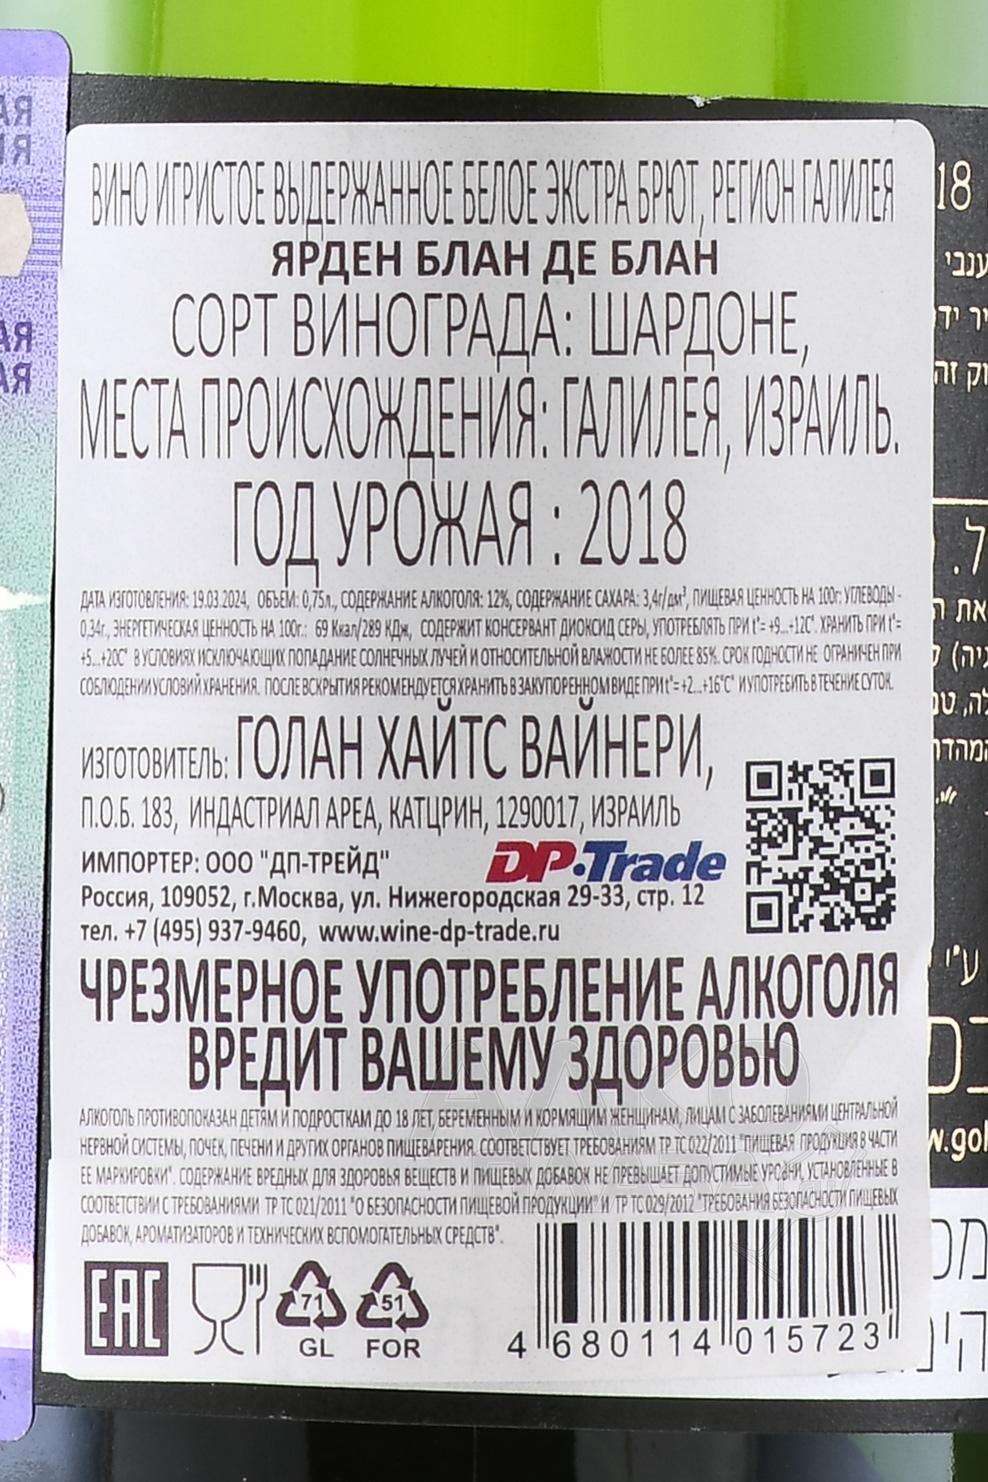 ВИНО ИГРИСТОЕ ВЫДЕРЖАННОЕ БЕЛОЕ ЭКСТРА БРЮТ, РЕГИОН ГАЛИЛЕЯ
ЯРДЕН БЛАН ДЕ БЛАН
СОРТ ВИНОГРАДА: ШАРДОНЕ,
МЕСТА ПРОИСХОЖДЕНИЯ: ГАЛИЛЕЯ, ИЗРАИЛЬ.
ГОД УРОЖАЯ : 2018
ДАТА ИЗГОТОВЛЕНИЯ: 19.03.2024, ОБЪЕМ: 0,75л., СОДЕРЖАНИЕ АЛКОГОЛЯ: 12%, СОДЕРЖАНИЕ САХАРА: 3,4г/дм³, ПИЩЕВАЯ ЦЕННОСТЬ НА 100г: УГЛЕВОДЫ -
0,34г., ЭНЕРГЕТИЧЕСКАЯ ЦЕННОСТЬ НА 100г.: 69 Ккал/289 КДж, СОДЕРЖИТ КОНСЕРВАНТ ДИОКСИД СЕРЫ, УПОТРЕБЛЯТЬ ПРИ t°= +9...+12С°. ХРАНИТЬ ПРИ t°=
+5...+20С° В УСЛОВИЯХ ИСКЛЮЧАЮЩИХ ПОПАДАНИЕ СОЛНЕЧНЫХ ЛУЧЕЙ И ОТНОСИТЕЛЬНОЙ ВЛАЖНОСТИ НЕ БОЛЕЕ 85%. СРОК ГОДНОСТИ НЕ ОГРАНИЧЕН ПРИ
СОБЛЮДЕНИИ УСЛОВИЙ ХРАНЕНИЯ. ПОСЛЕ ВСКРЫТИЯ РЕКОМЕНДУЕТСЯ ХРАНИТЬ В ЗАКУПОРЕННОМ ВИДЕ ПРИ t°=+2...+16°С° И УПОТРЕБИТЬ В ТЕЧЕНИЕ СУТОК.
ИЗГОТОВИТЕЛЬ: ГОЛАН ХАЙТС ВАЙНЕРИ,
П.О.Б. 183, ИНДАСТРИАЛ АРЕА, КАТЦРИН, 1290017, ИЗРАИЛЬ
ИМПОРТЕР: ООО "ДП-ТРЕЙД" DP·Trade
Россия, 109052, г.Москва, ул. Нижегородская 29-33, стр. 12
тел. +7 (495) 937-9460, www.wine-dp-trade.ru
ЧРЕЗМЕРНОЕ УПОТРЕБЛЕНИЕ АЛКОГОЛЯ
ВРЕДИТ ВАШЕМУ ЗДОРОВЬЮ
АЛКОГОЛЬ ПРОТИВОПОКАЗАН ДЕТЯМ И ПОДРОСТКАМ ДО 18 ЛЕТ, БЕРЕМЕННЫМ И КОРМЯЩИМ ЖЕНЩИНАМ, ЛИЦАМ С ЗАБОЛЕВАНИЯМИ ЦЕНТРАЛЬНОЙ
НЕРВНОЙ СИСТЕМЫ, ПОЧЕК, ПЕЧЕНИ И ДРУГИХ ОРГАНОВ ПИЩЕВАРЕНИЯ. СООТВЕТСТВУЕТ ТРЕБОВАНИЯМ ТР ТС 022/2011 "ПИЩЕВАЯ ПРОДУКЦИЯ В ЧАСТИ
ЕЕ МАРКИРОВКИ". СОДЕРЖАНИЕ ВРЕДНЫХ ДЛЯ ЗДОРОВЬЯ ВЕЩЕСТВ И ПИЩЕВЫХ ДОБАВОК НЕ ПРЕВЫШАЕТ ДОПУСТИМЫЕ УРОВНИ, УСТАНОВЛЕННЫЕ В
СООТВЕТСТВИИ С ТРЕБОВАНИЯМИ ТР ТС 021/2011 "О БЕЗОПАСНОСТИ ПИЩЕВОЙ ПРОДУКЦИИ" И ТР ТС 029/2012 "ТРЕБОВАНИЯ БЕЗОПАСНОСТИ ПИЩЕВЫХ
ДОБАВОК, АРОМАТИЗАТОРОВ И ТЕХНИЧЕСКИХ ВСПОМОГАТЕЛЬНЫХ СРЕДСТВ".
EAC 71 51
GL FOR
4 680114 015723
18
ענבי